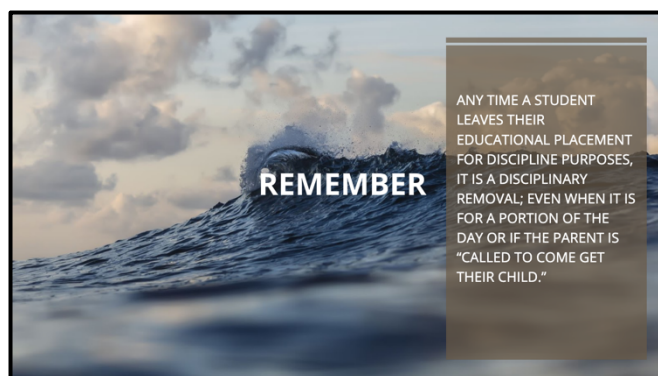 REMEMBER
ANY TIME A STUDENT
LEAVES THEIR
EDUCATIONAL PLACEMENT
FOR DISCIPLINE PURPOSES,
IT IS A DISCIPLINARY
REMOVAL; EVEN WHEN IT IS
FOR A PORTION OF THE
DAY OR IF THE PARENT IS
“CALLED TO COME GET
THEIR CHILD.”